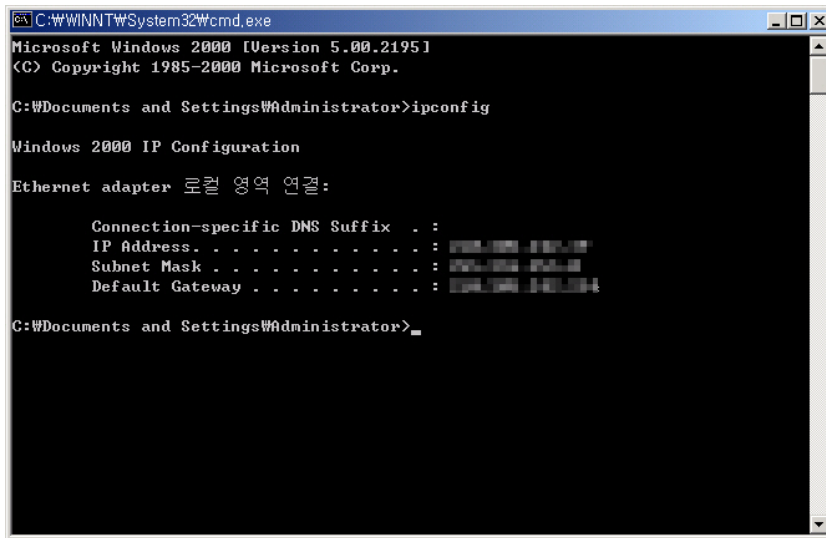 C:₩WINNT₩System32₩cmd.exe
Microsoft Windows 2000 [Version 5.00.2195]
(C) Copyright 1985-2000 Microsoft Corp.
C:₩Documents and Settings₩Administrator>ipconfig
Windows 2000 IP Configuration
Ethernet adapter 로컬 영역 연결:
Connection-specific DNS Suffix . :
IP Address. . . . . . . . . . . . :
Subnet Mask . . . . . . . . . . . :
Default Gateway . . . . . . . . . :
C:₩Documents and Settings₩Administrator>_